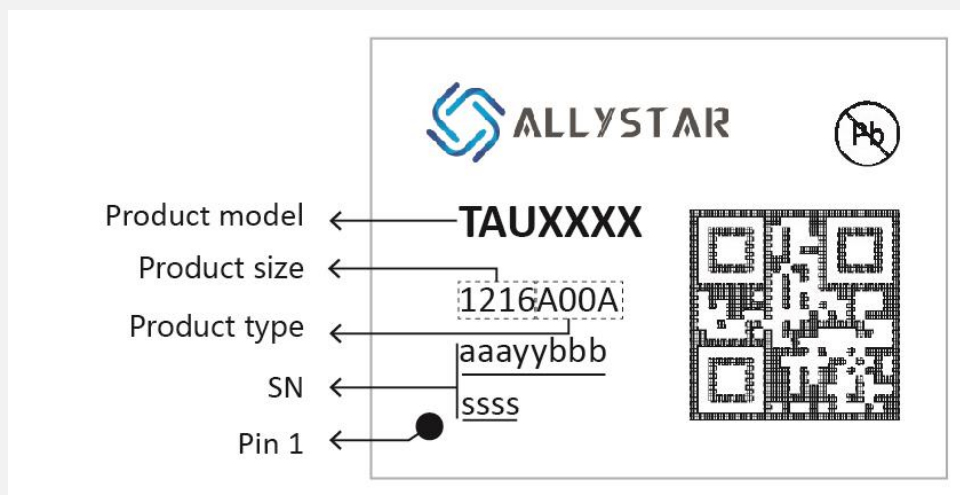 ALLYSTAR
Pb
Product model
TAUXXXX
Product size
1216A00A
Product type
aaayybbb
SN
ssss
Pin 1